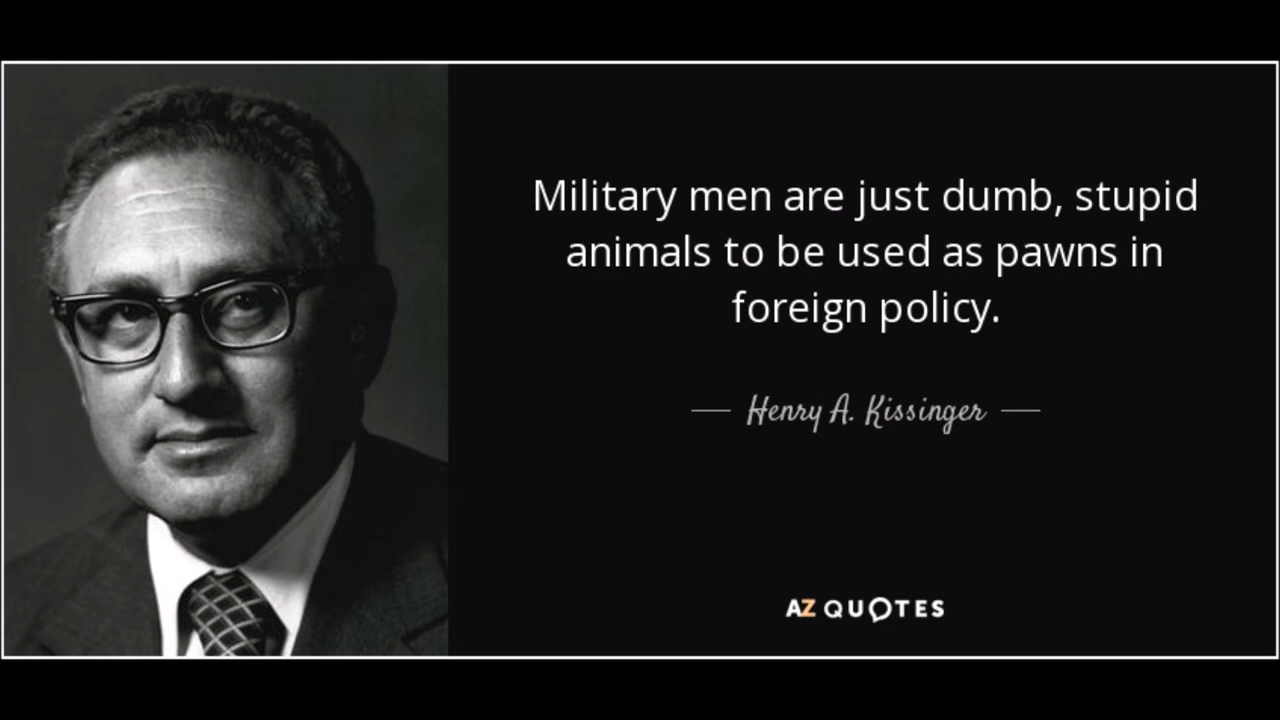 Military men are just dumb, stupid
animals to be used as pawns in
foreign policy.
Henry A. Kissinger
AZ QUOTES